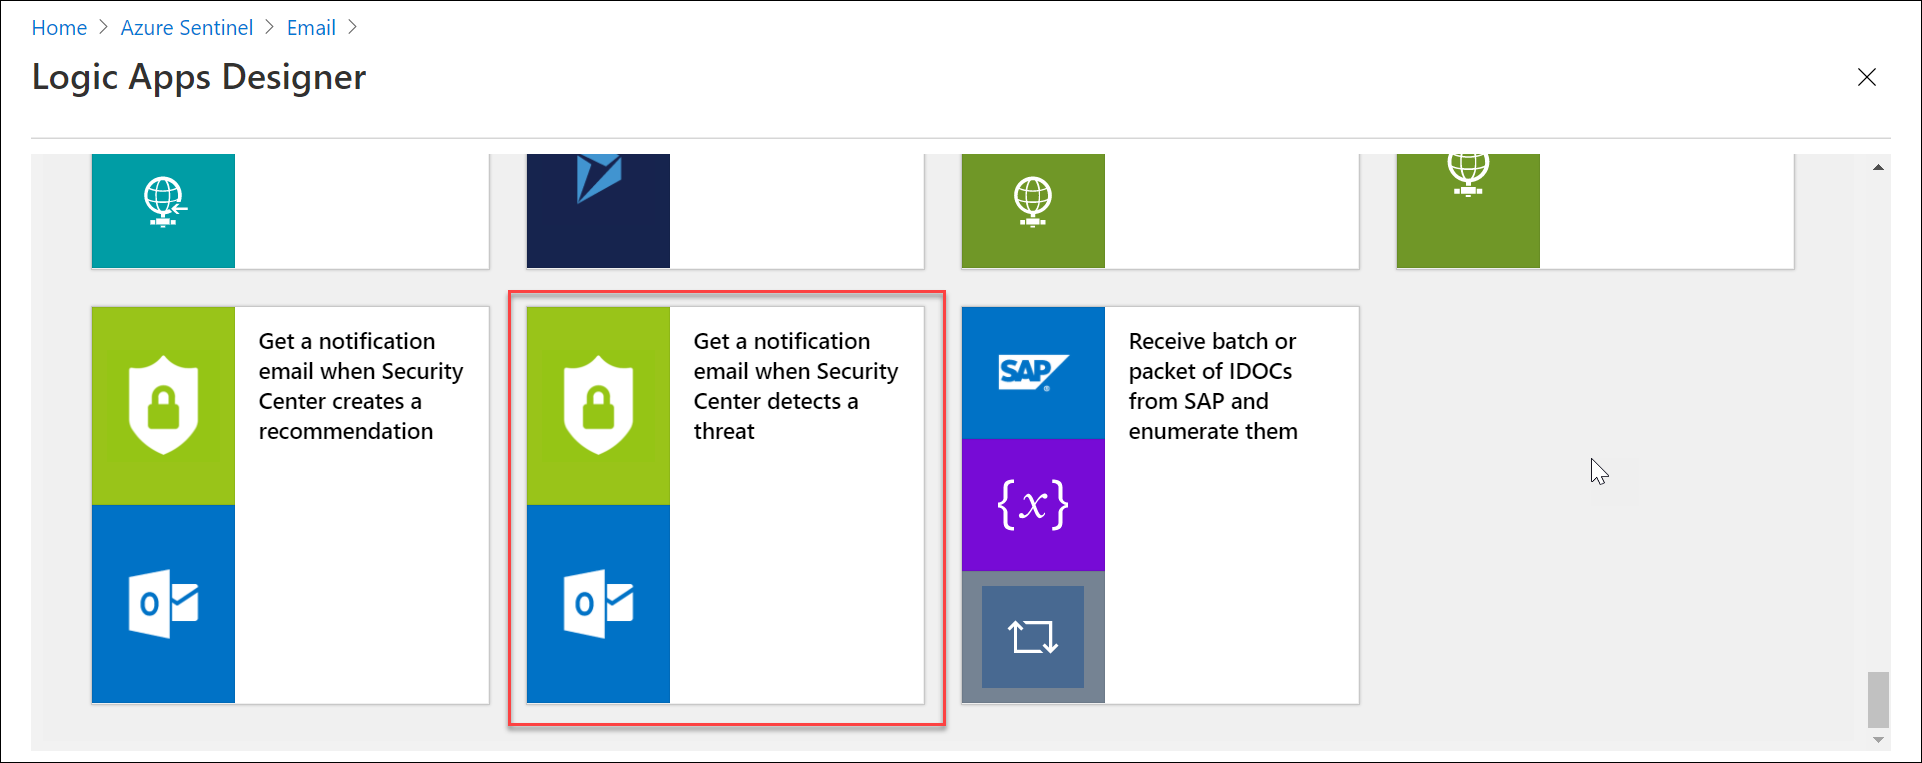 Home > Azure Sentinel > Email >
Logic Apps Designer
Get a notification
email when Security
Center creates a
recommendation
Get a notification
email when Security
Center detects a
threat
SAP
Receive batch or
packet of IDOCs
from SAP and
enumerate them
{x}
O
O